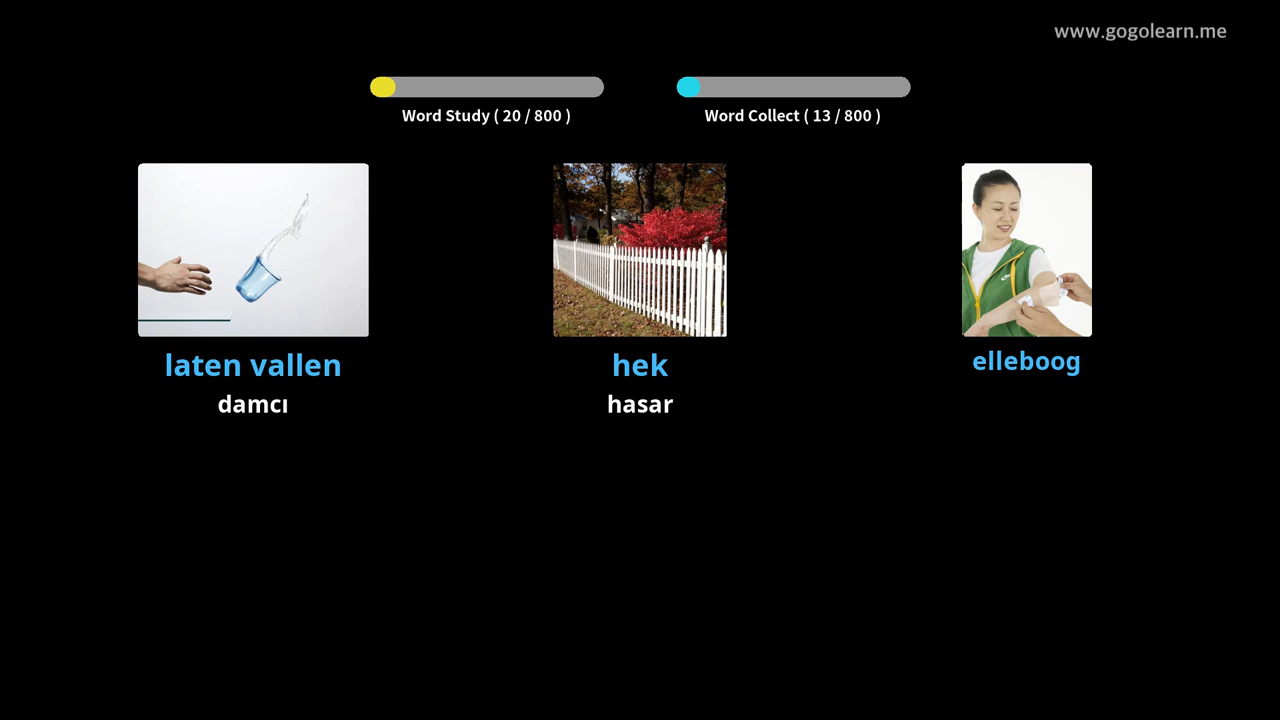 www.gogolearn.me
Word Study ( 20 / 800 )
Word Collect ( 13 / 800 )
laten vallen
hek
elleboog
damcı
hasar